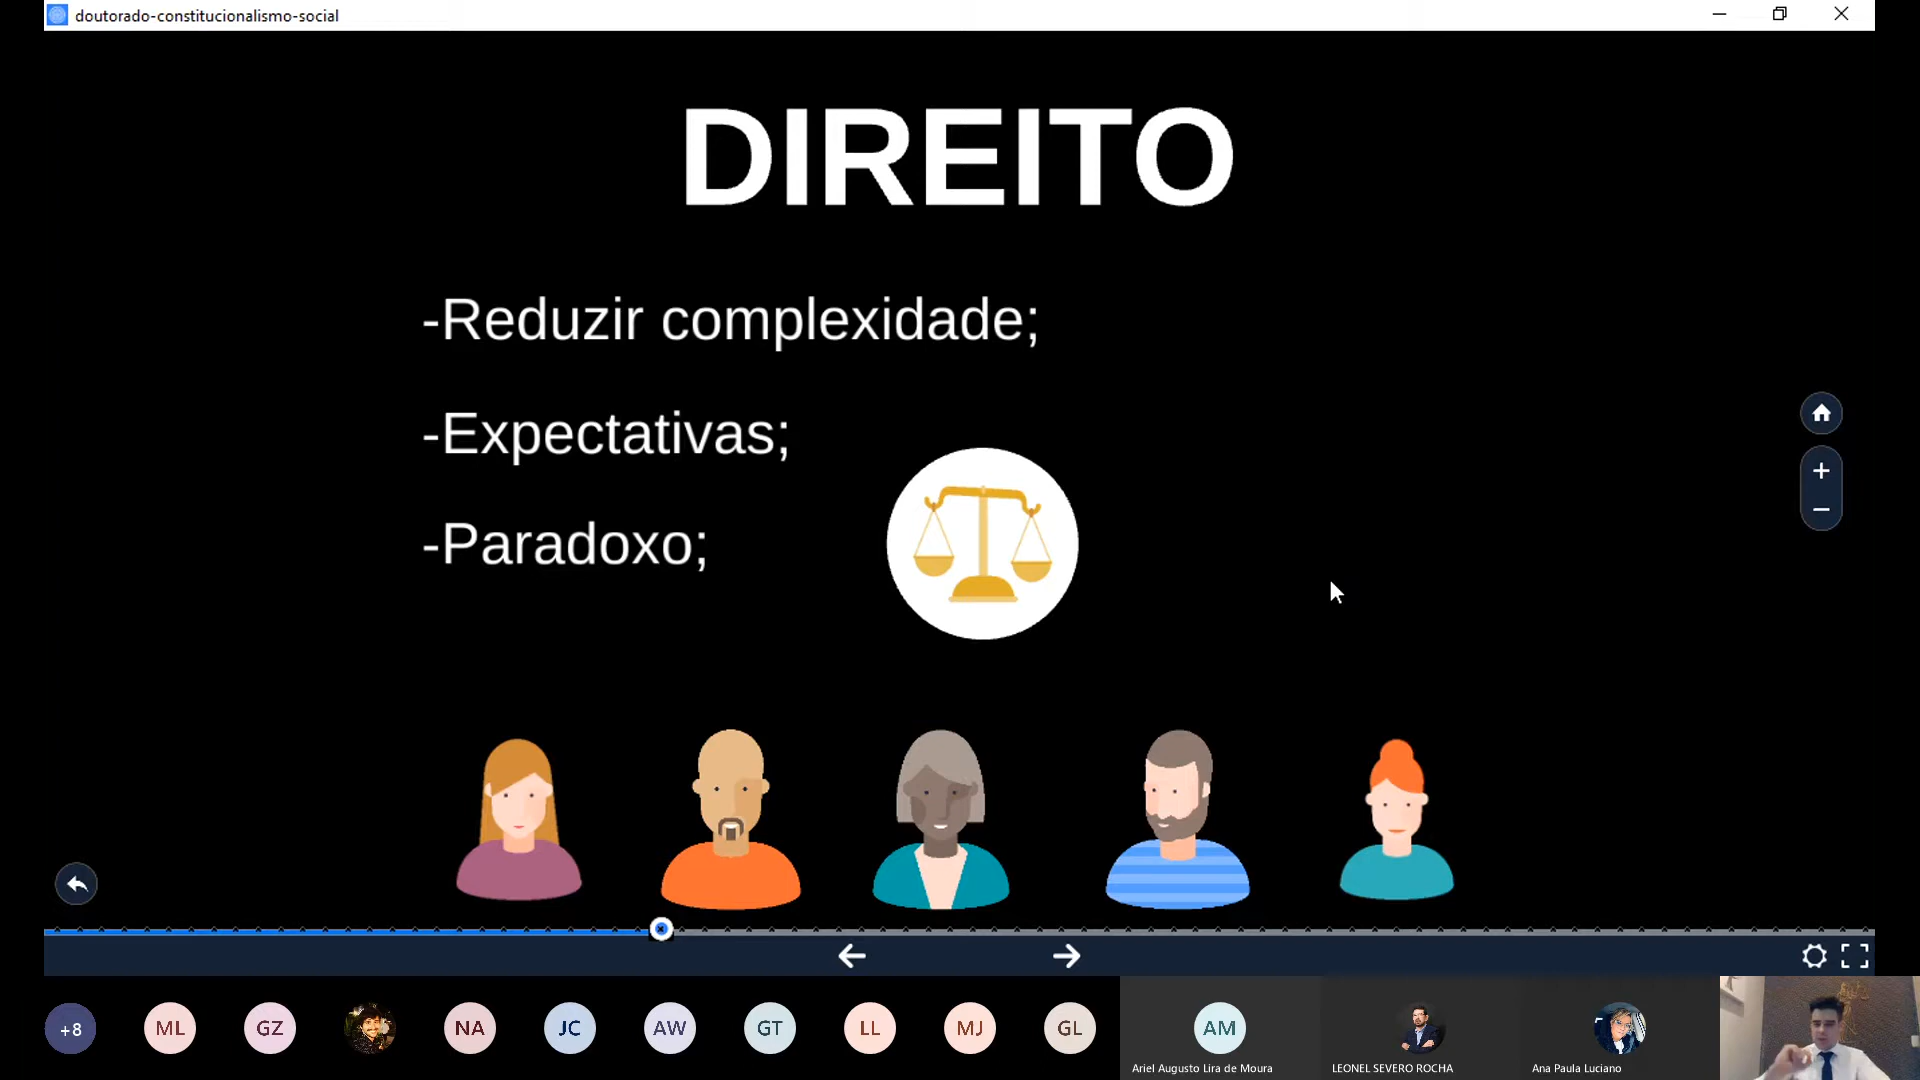 doutorado-constitucionalismo-social
DIREITO
-Reduzir complexidade;
-Expectativas;
-Paradoxo;
+8 ML GZ NA JC AW GT LL MJ GL AM
Ariel Augusto Lira de Moura LEONEL SEVERO ROCHA Ana Paula Luciano